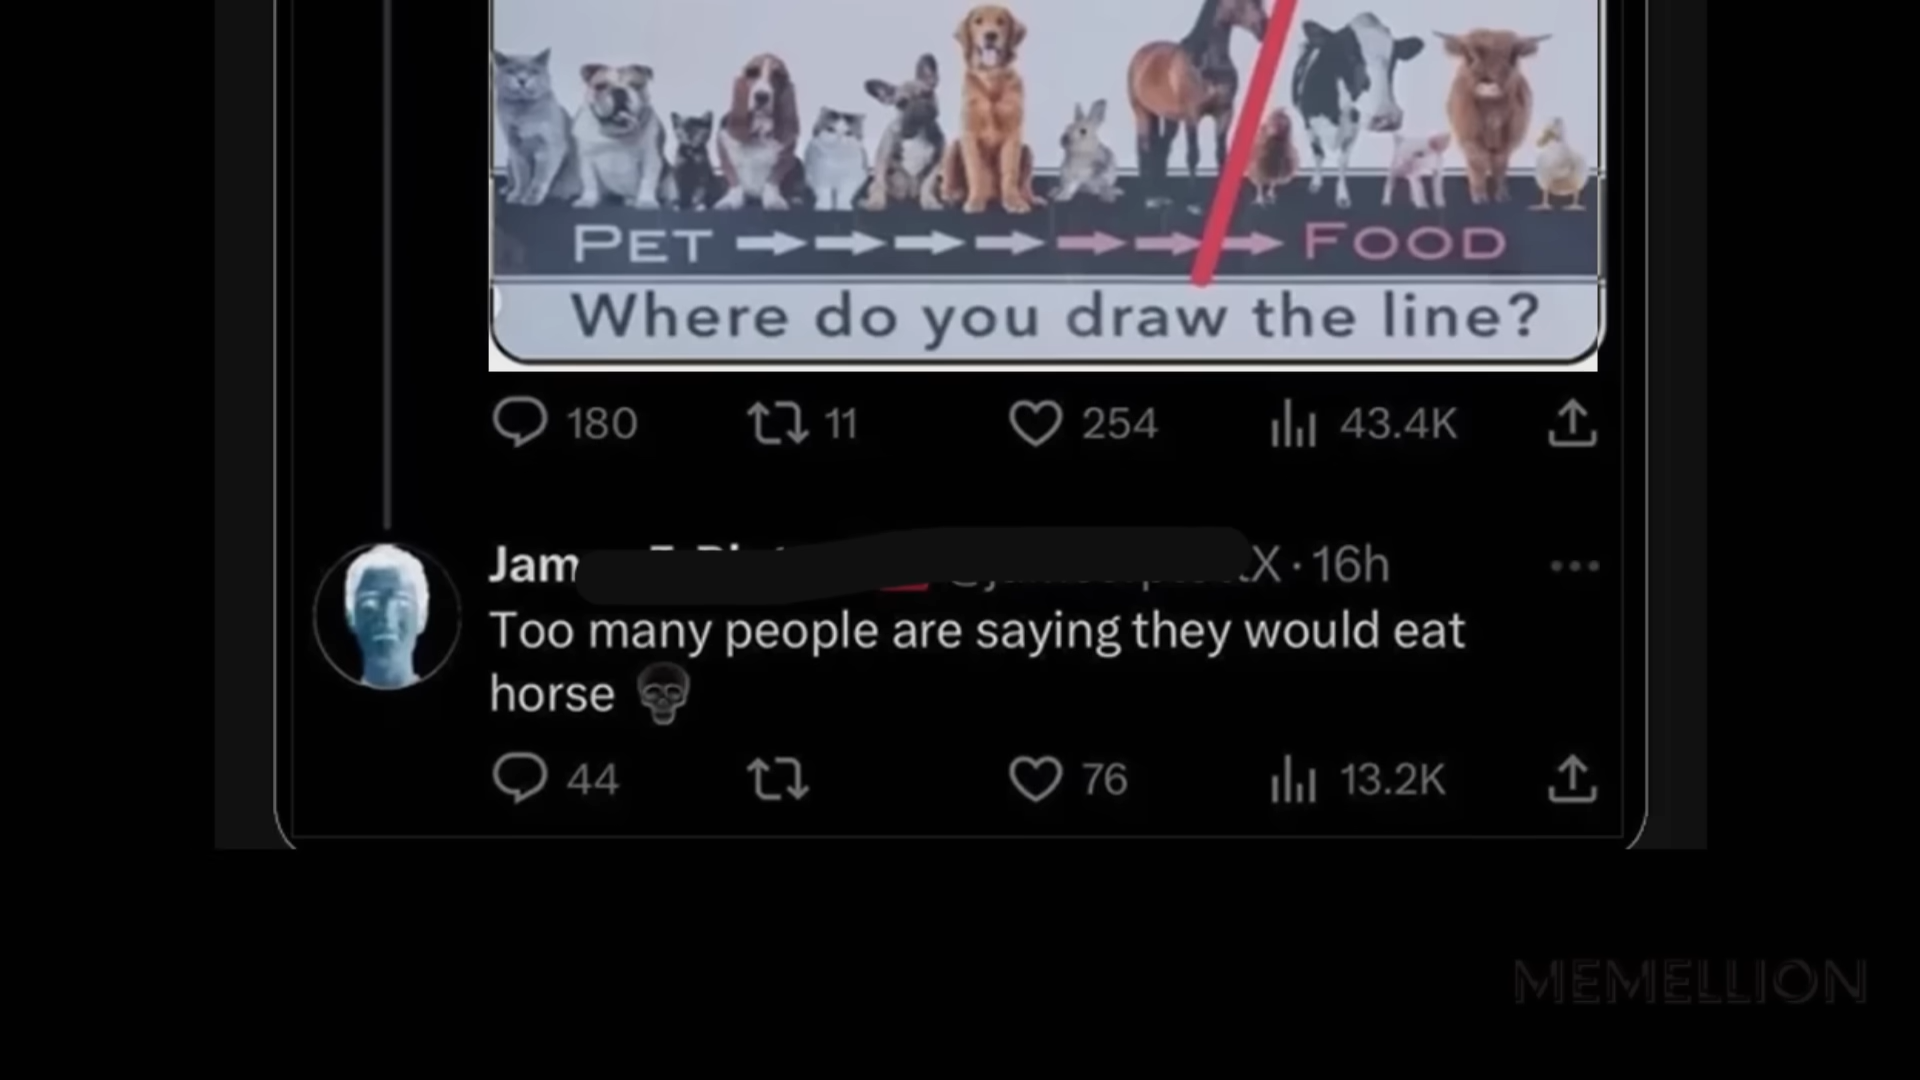 PET FOOD
Where do you draw the line?
180 11 254 43.4K
Jam X · 16h
Too many people are saying they would eat
horse
44 76 13.2K
MEMELLION